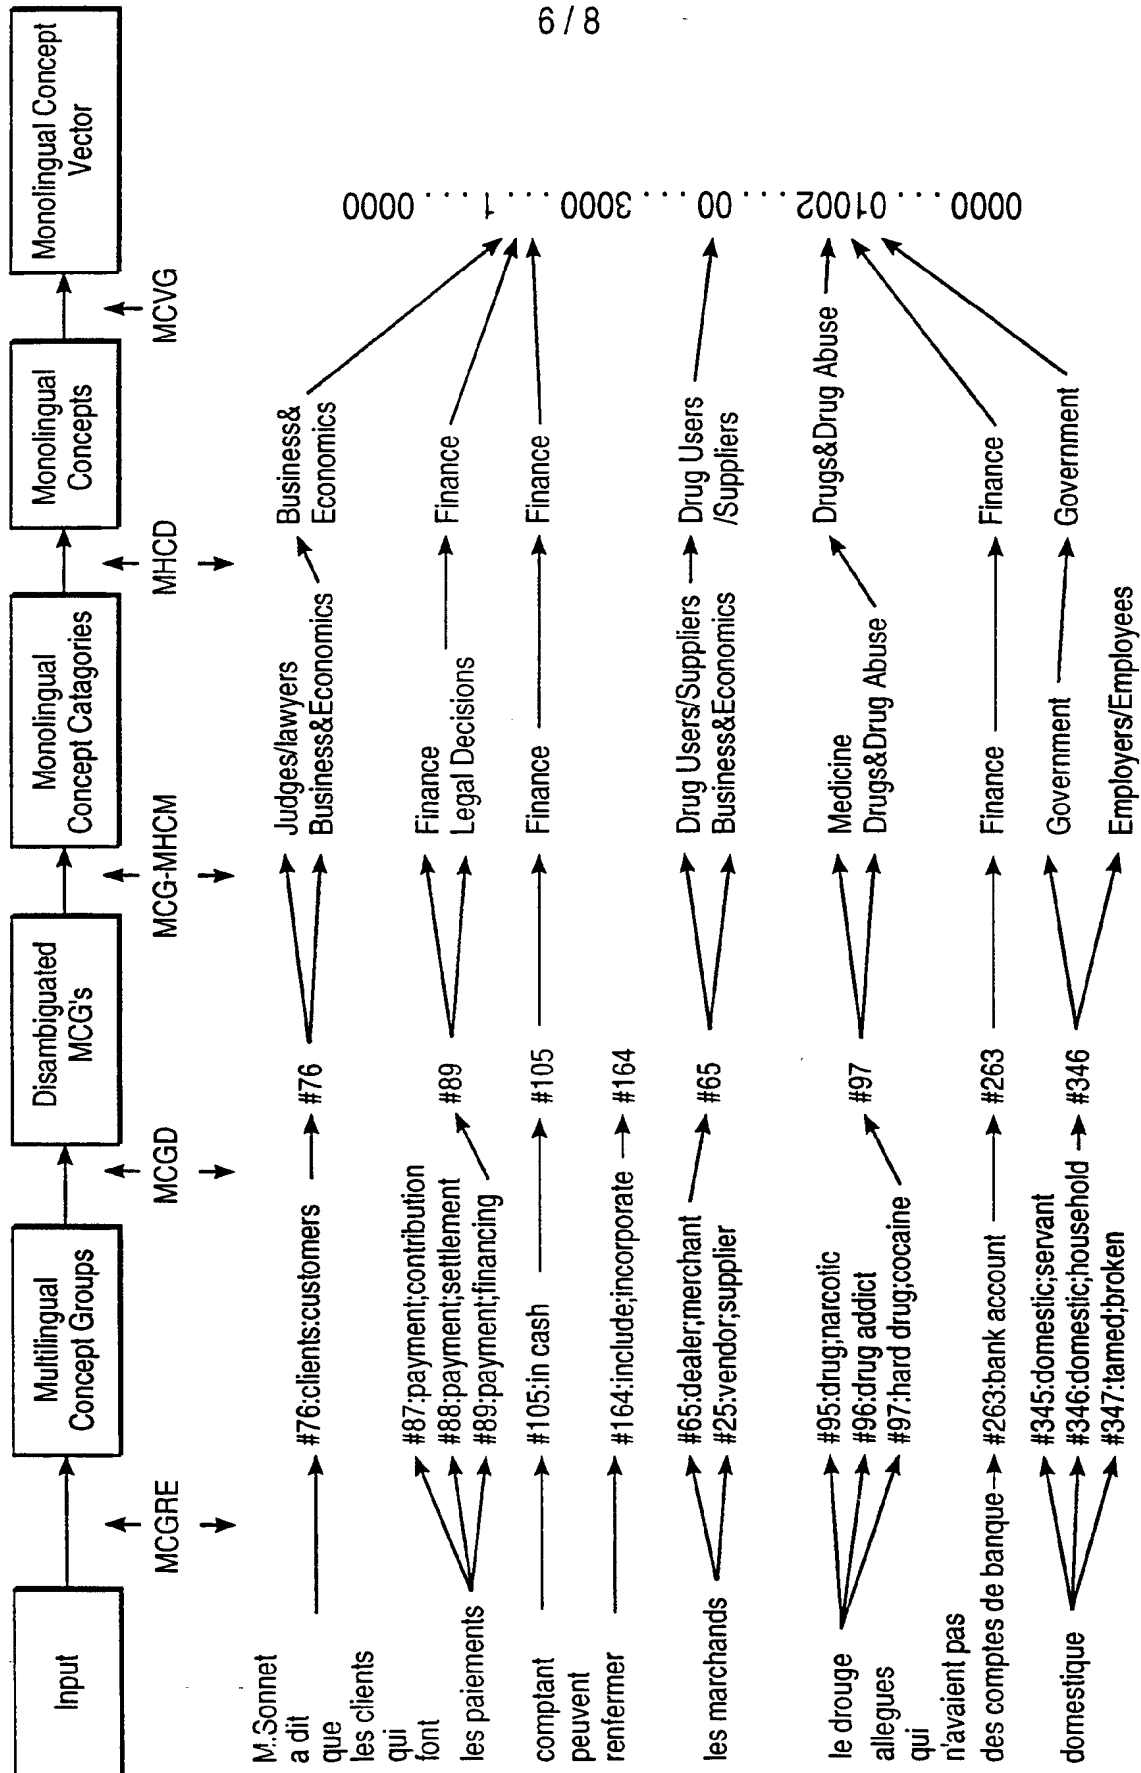 8 / 9
Input
Multilingual
Concept Groups
Disambiguated
MCG's
Monolingual
Concept Catagories
Monolingual
Concepts
Monolingual Concept
Vector
MCGRE
MCGD
MCG-MHCM
MHCD
MCVG
M.Sonnet
a dit
que
les clients
qui
font
#76:clients:customers
#76
Judges/lawyers
Business&Economics
Business&
Economics
les paiements
#87:payment;contribution
#88:payment;settlement
#89:payment;financing
#89
Finance
Legal Decisions
Finance
comptant
peuvent
renfermer
#105:in cash
#105
Finance
Finance
#164:include;incorporate
#164
les marchands
#65:dealer;merchant
#25:vendor;supplier
#65
Drug Users/Suppliers
Business&Economics
Drug Users
/Suppliers
le drouge
allegues
qui
n'avaient pas
des comptes de banque
#95:drug;narcotic
#96:drug addict
#97:hard drug;cocaine
#97
Medicine
Drugs&Drug Abuse
Drugs&Drug Abuse
#263:bank account
#263
Finance
Finance
domestique
#345:domestic;servant
#346:domestic;household
#347:tamed;broken
#346
Government
Employers/Employees
Government
0000 . . . . 1 . . . 0003 . . . . 00 . . . . 20010 . . . . 0000